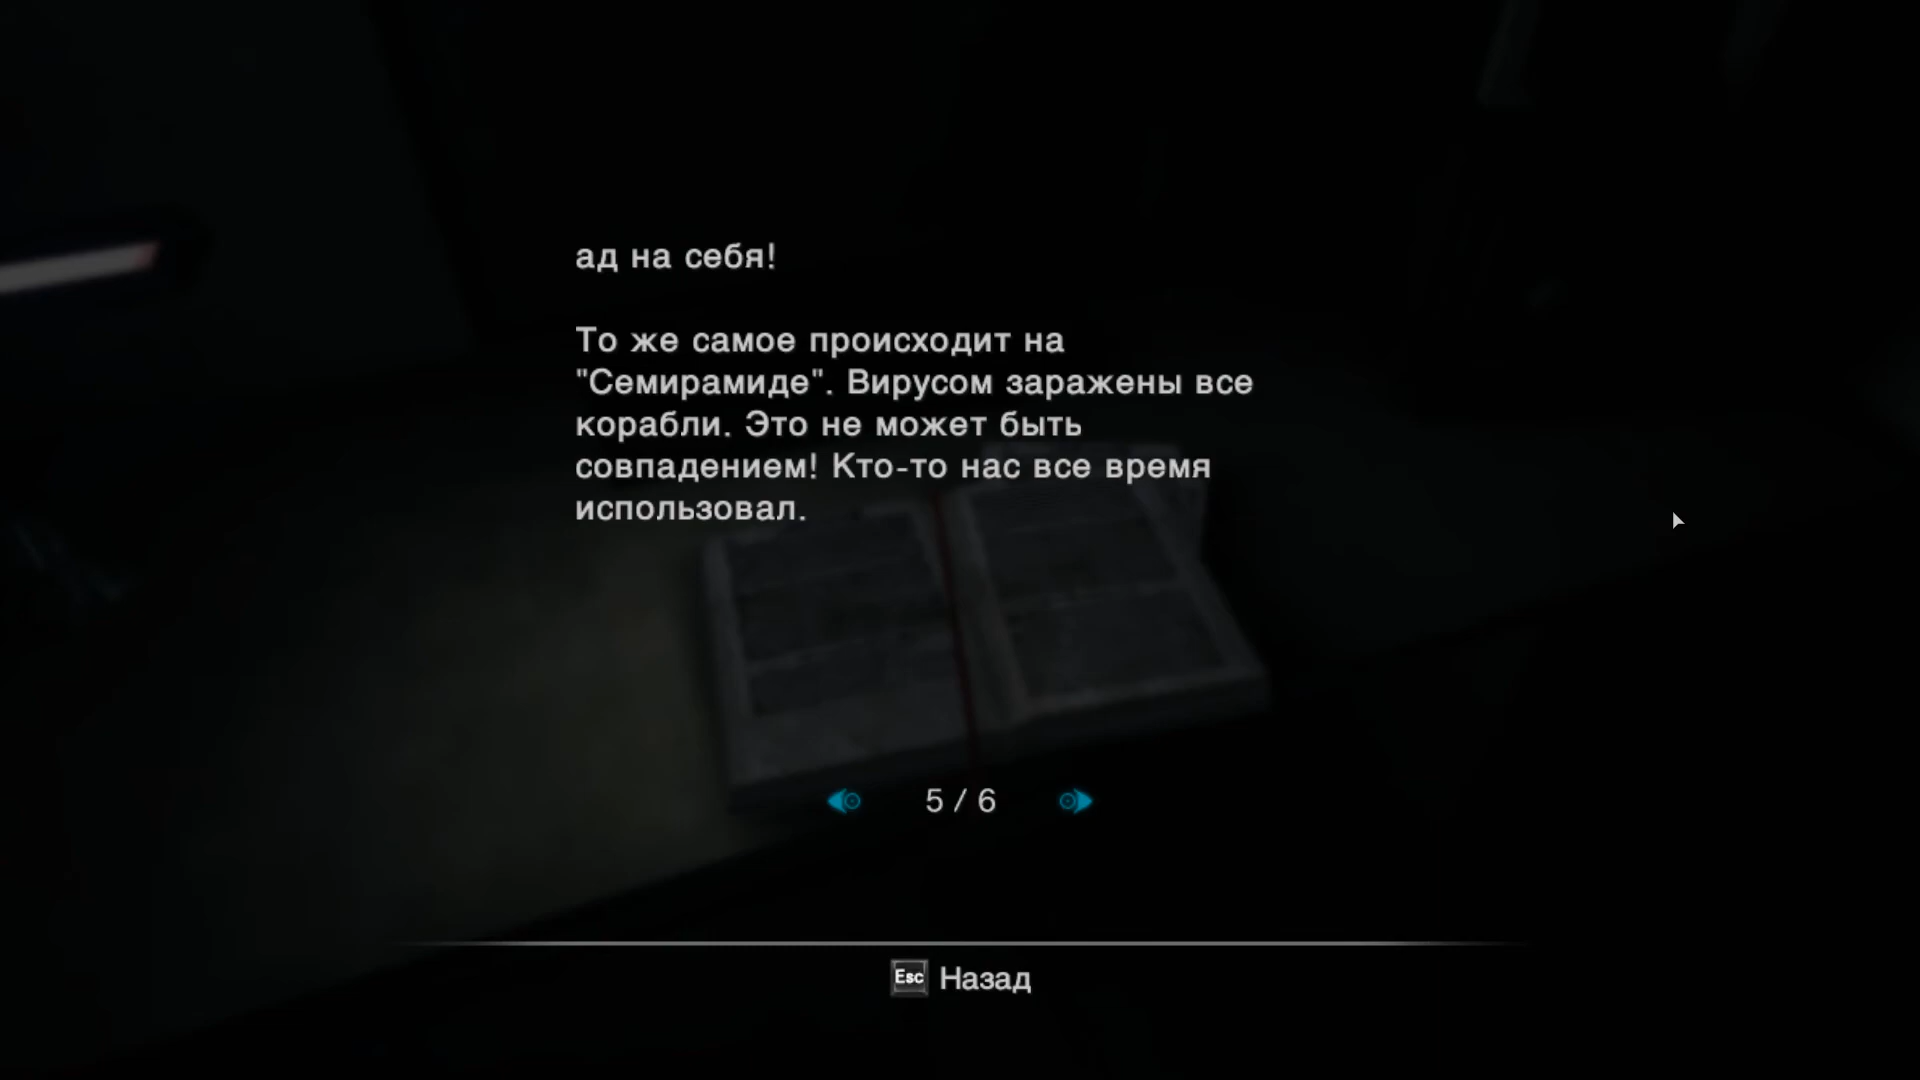 ад на себя!
То же самое происходит на
"Семирамиде". Вирусом заражены все
корабли. Это не может быть
совпадением! Кто-то нас все время
использовал.
5 / 6
Esc Назад